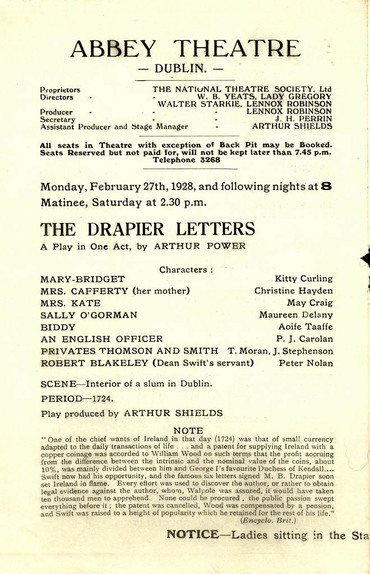 ABBEY THEATRE
— DUBLIN. —
Proprietors THE NATIONAL THEATRE SOCIETY, Ltd
Directors - - W. B. YEATS, LADY GREGORY
WALTER STARKIE, LENNOX ROBINSON
Producer - - - LENNOX ROBINSON
Secretary - - - J. H. PERRIN
Assistant Producer and Stage Manager - ARTHUR SHIELDS
All seats in Theatre with exception of Back Pit may be Booked.
Seats Reserved but not paid for, will not be kept later than 7.45 p.m.
Telephone 3268
Monday, February 27th, 1928, and following nights at 8
Matinee, Saturday at 2.30 p.m.
THE DRAPIER LETTERS
A Play in One Act, by ARTHUR POWER
Characters :
MARY-BRIDGET Kitty Curling
MRS. CAFFERTY (her mother) Christine Hayden
MRS. KATE May Craig
SALLY O'GORMAN Maureen Delany
BIDDY Aoife Taaffe
AN ENGLISH OFFICER P. J. Carolan
PRIVATES THOMSON AND SMITH T. Moran, J. Stephenson
ROBERT BLAKELEY (Dean Swift's servant) Peter Nolan
SCENE—Interior of a slum in Dublin.
PERIOD—1724.
Play produced by ARTHUR SHIELDS
NOTE
"One of the chief wants of Ireland in that day (1724) was that of small currency
adapted to the daily transactions of life . . . and a patent for supplying Ireland with a
copper coinage was accorded to William Wood on such terms that the profit accruing
from the difference between the intrinsic and the nominal value of the coins, about
10%, was mainly divided between him and George I's favourite Duchess of Kendall....
Swift now had his opportunity, and the famous six letters signed M. B. Drapier soon
set Ireland in flame. Every effort was used to discover the author, or rather to obtain
legal evidence against the author, whom, Walpole was assured, it would have taken
ten thousand men to apprehend. None could be procured, the public passion swept
everything before it; the patent was cancelled, Wood was compensated by a pension,
and Swift was raised to a height of popularity which he retained for the rest of his life."
(Encyclo. Brit.)
NOTICE—Ladies sitting in the Sta